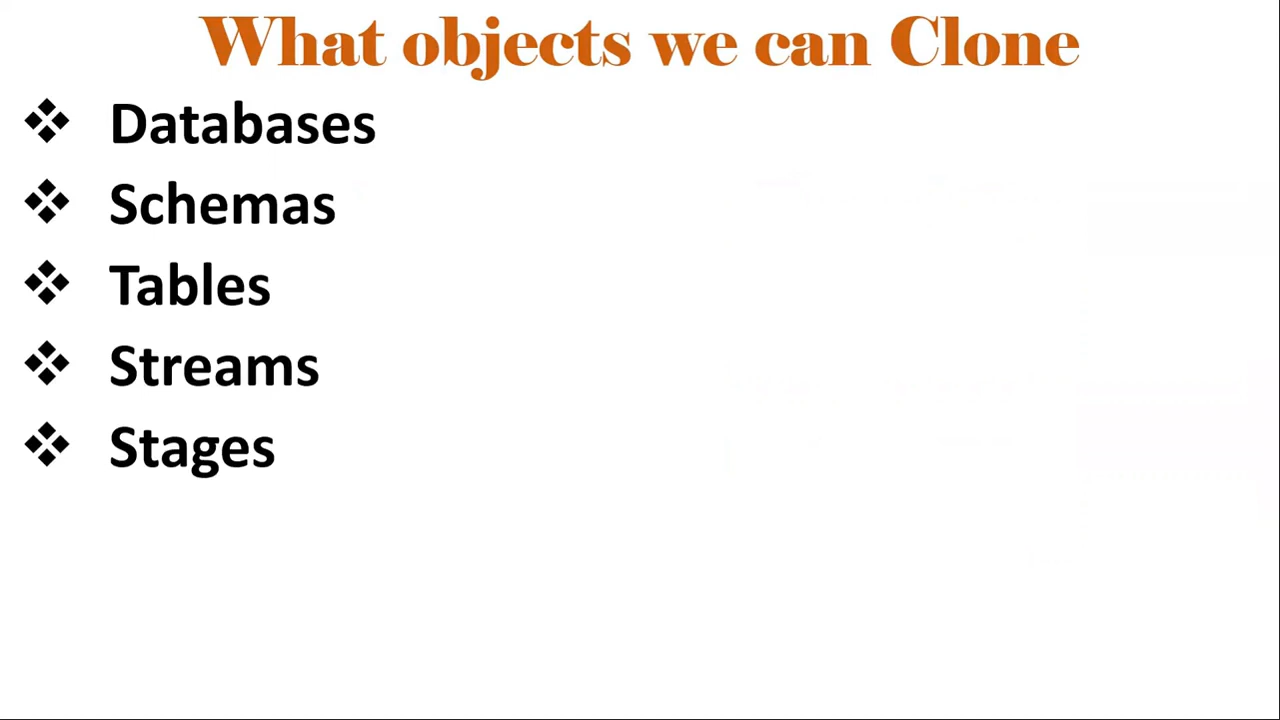 What objects we can Clone
❖ Databases
❖ Schemas
❖ Tables
❖ Streams
❖ Stages